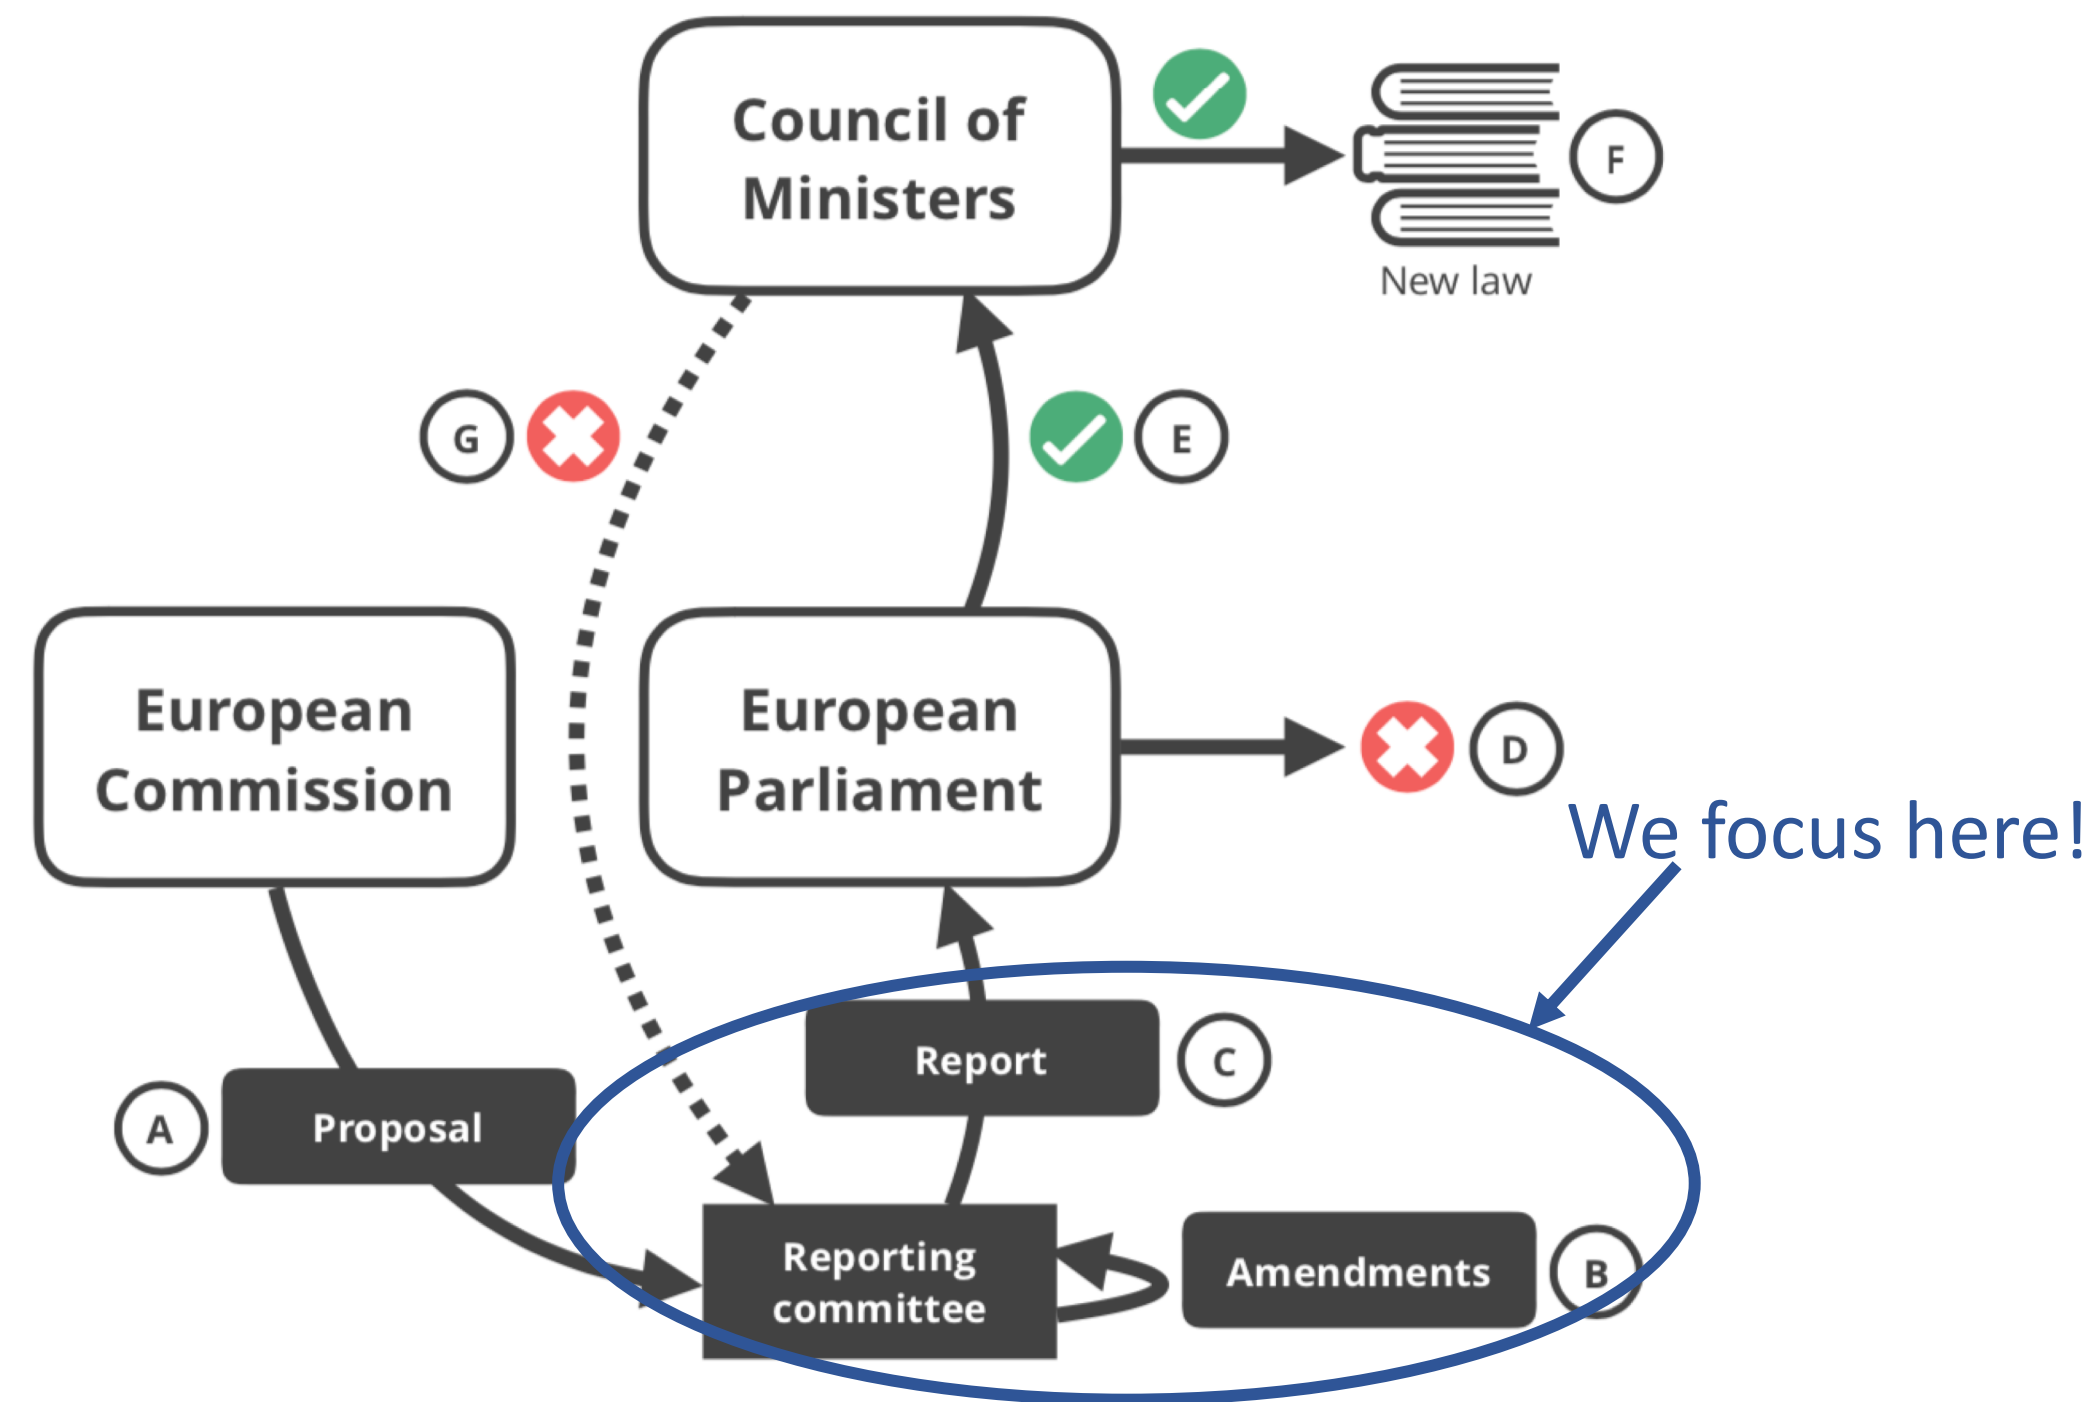 Council of
Ministers
F
New law
G
E
European
Commission
European
Parliament
D
We focus here!
Report
C
A
Proposal
Reporting
committee
Amendments
B